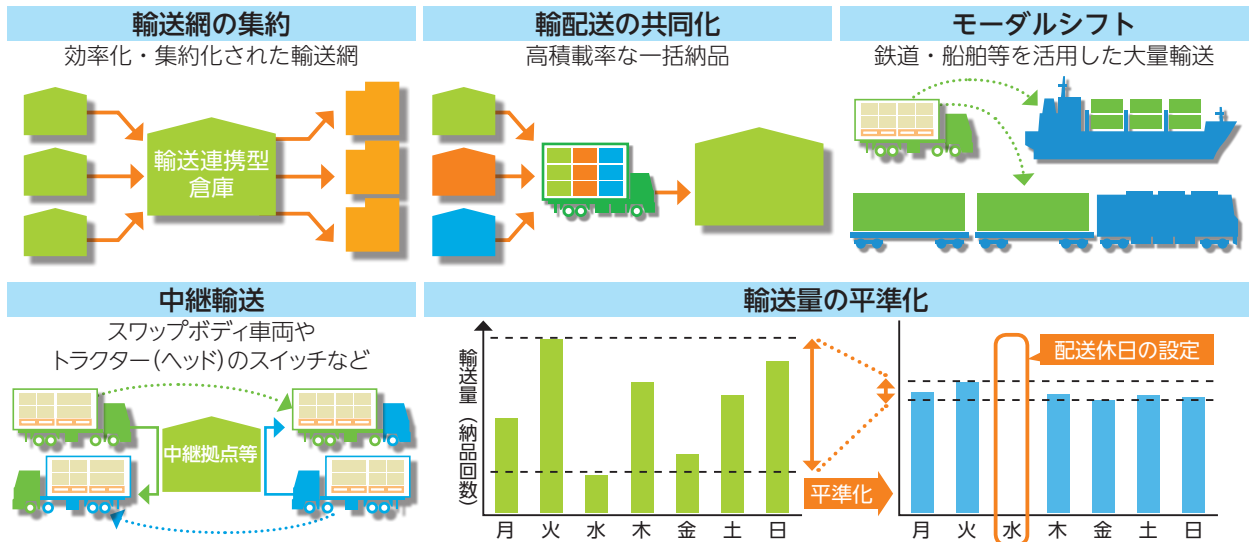 輸送網の集約
効率化・集約化された輸送網
輸送連携型
倉庫
輸配送の共同化
高積載率な一括納品
モーダルシフト
鉄道・船舶等を活用した大量輸送
中継輸送
スワップボディ車両や
トラクター(ヘッド)のスイッチなど
中継拠点等
輸送量の平準化
輸送量(納品回数)
月 火 水 木 金 土 日
平準化
配送休日の設定
月 火 水 木 金 土 日